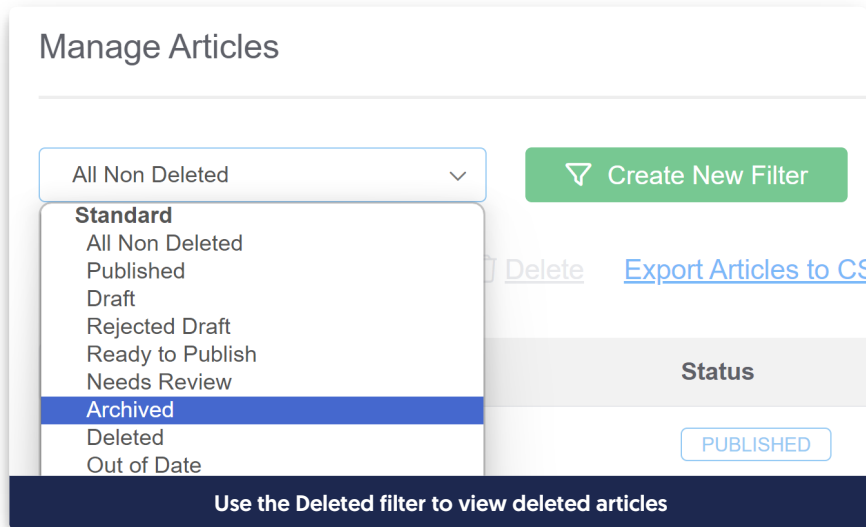 Manage Articles
All Non Deleted
Create New Filter
Standard
All Non Deleted
Published
Delete
Export Articles to CS
Draft
Rejected Draft
Ready to Publish
Needs Review
Status
Archived
Deleted
PUBLISHED
Out of Date
Use the Deleted filter to view deleted articles